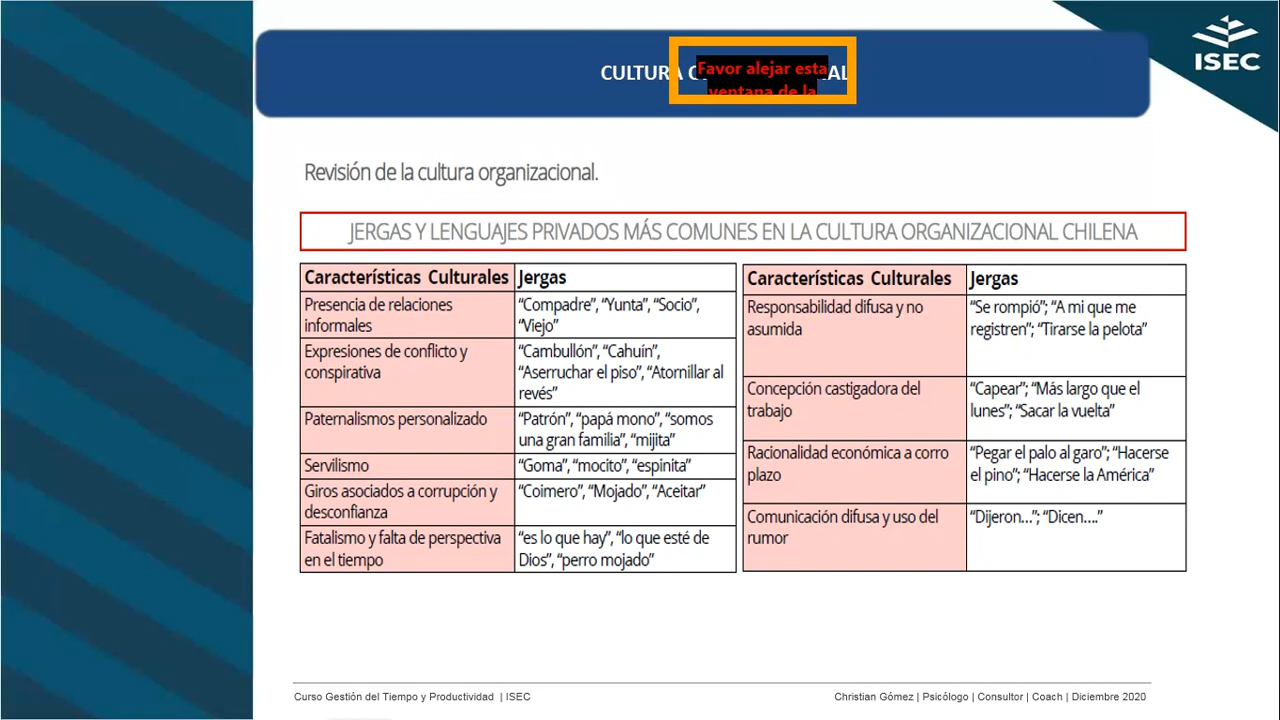 ISEC
CULTURA
AL
Favor alejar esta
ventana de la
Revisión de la cultura organizacional.
JERGAS Y LENGUAJES PRIVADOS MÁS COMUNES EN LA CULTURA ORGANIZACIONAL CHILENA
Características Culturales
Jergas
Presencia de relaciones
informales
“Compadre”, “Yunta”, “Socio”,
“Viejo”
Expresiones de conflicto y
conspirativa
“Cambullón”, “Cahuín”,
“Aserruchar el piso”, “Atornillar al
revés”
Paternalismos personalizado
“Patrón”, “papá mono”, “somos
una gran familia”, “mijita”
Servilismo
“Goma”, “mocito”, “espinita”
Giros asociados a corrupción y
desconfianza
“Coimero”, “Mojado”, “Aceitar”
Fatalismo y falta de perspectiva
en el tiempo
“es lo que hay”, “lo que esté de
Dios”, “perro mojado”
Características Culturales
Jergas
Responsabilidad difusa y no
asumida
“Se rompió”; “A mi que me
registren”; “Tirarse la pelota”
Concepción castigadora del
trabajo
“Capear”; “Más largo que el
lunes”; “Sacar la vuelta”
Racionalidad económica a corro
plazo
“Pegar el palo al garo”; “Hacerse
el pino”; “Hacerse la América”
Comunicación difusa y uso del
rumor
“Dijeron...”; “Dicen....”
Curso Gestión del Tiempo y Productividad | ISEC
Christian Gómez | Psicólogo | Consultor | Coach | Diciembre 2020